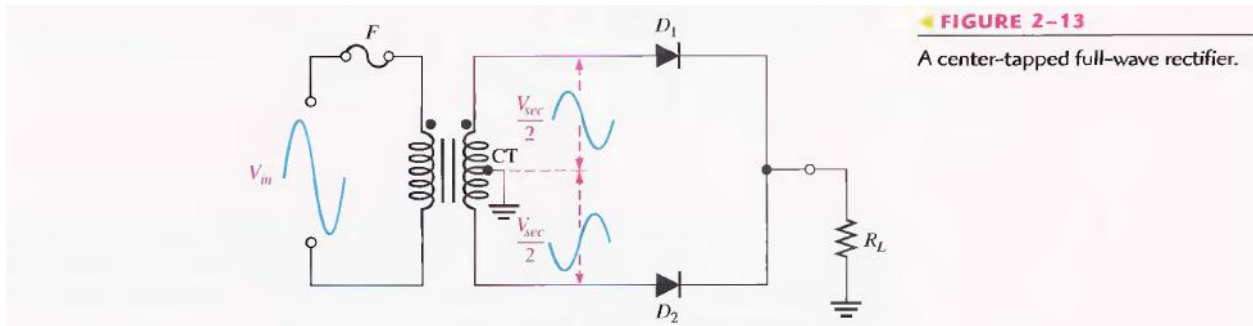 FIGURE 2–13
A center-tapped full-wave rectifier.
F
D1
Vsec
2
CT
Vin
Vsec
2
RL
D2